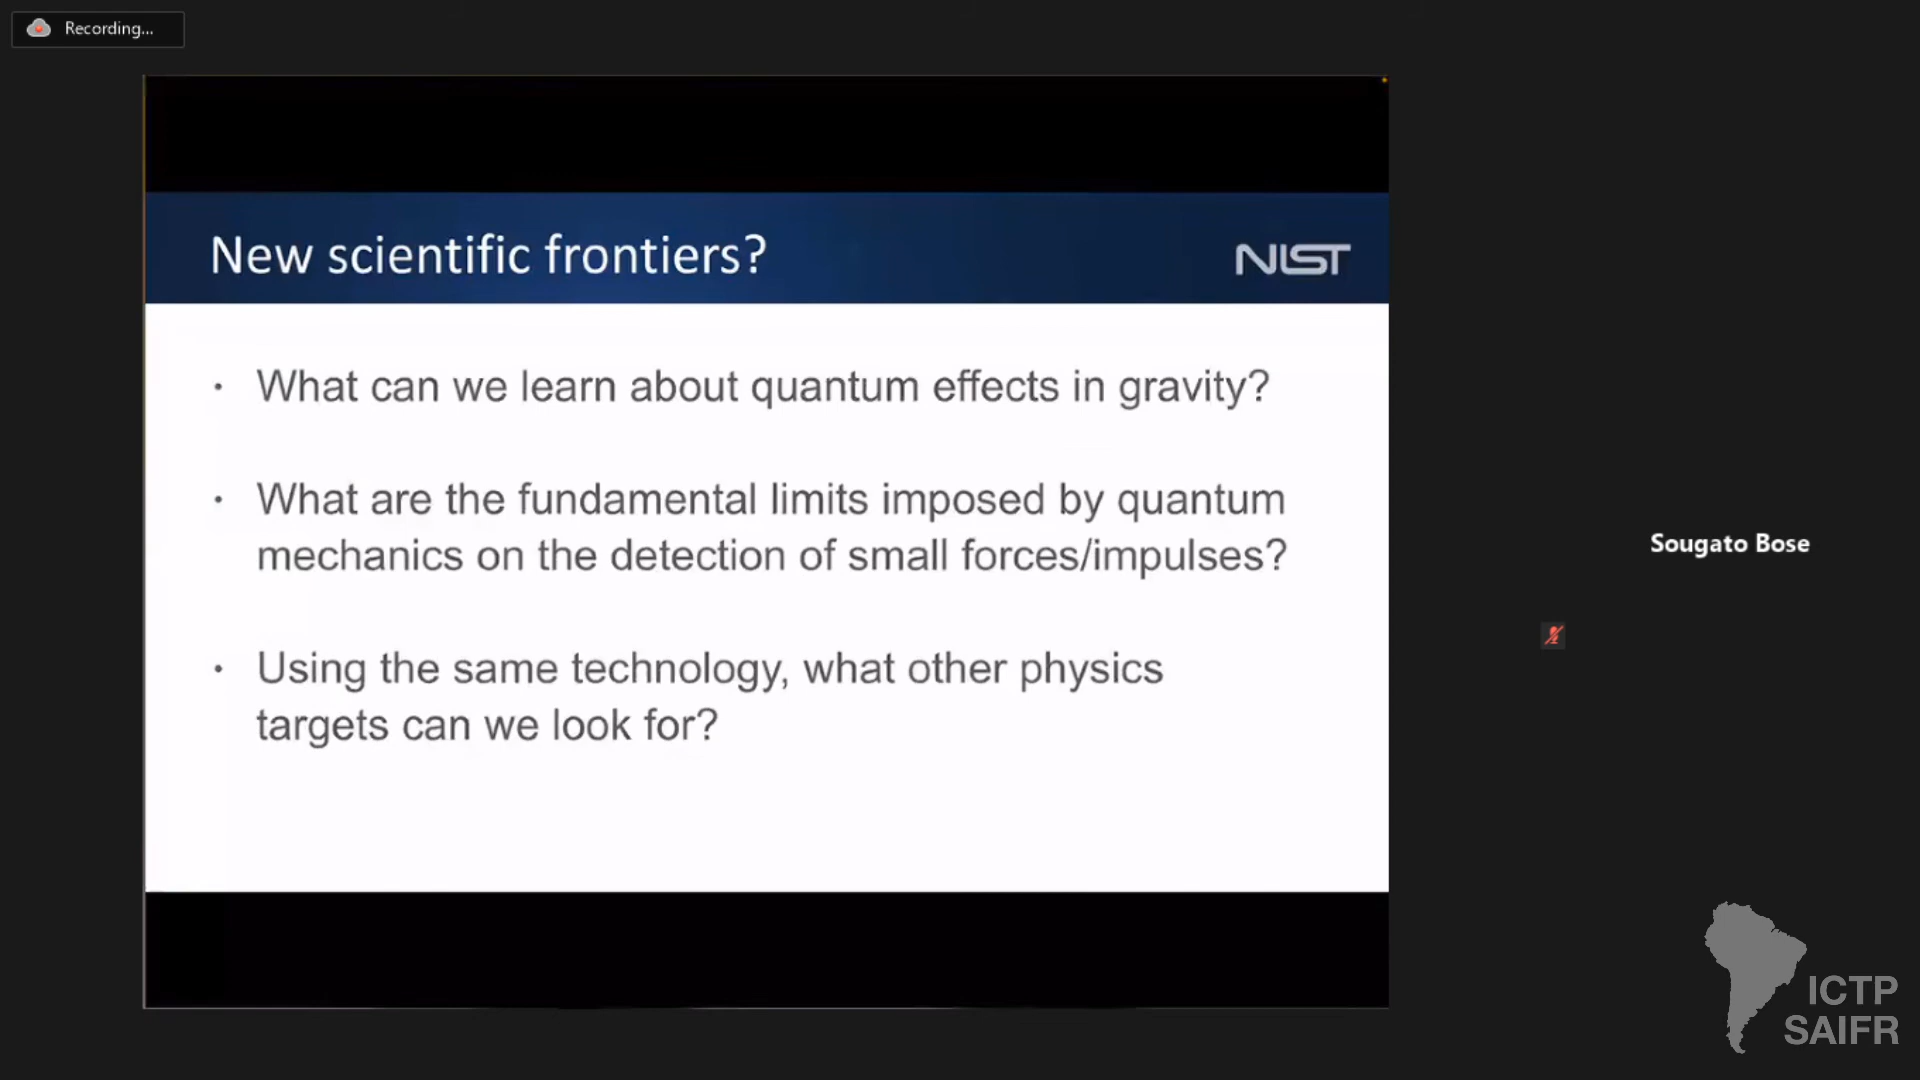 Recording...
New scientific frontiers?
NIST
• What can we learn about quantum effects in gravity?
• What are the fundamental limits imposed by quantum
mechanics on the detection of small forces/impulses?
• Using the same technology, what other physics
targets can we look for?
Sougato Bose
ICTP
SAIFR